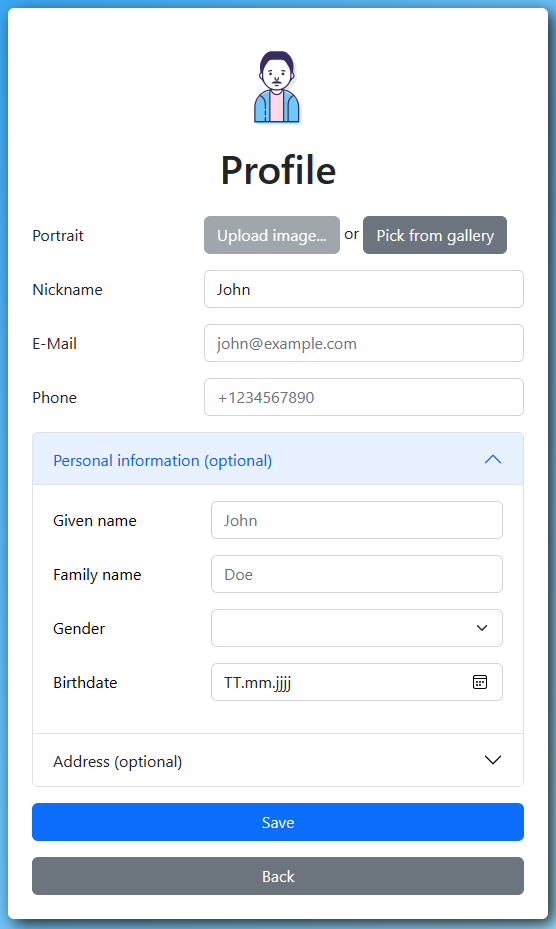 Profile
Portrait Upload image... or Pick from gallery
Nickname John
E-Mail john@example.com
Phone +1234567890
Personal information (optional)
Given name John
Family name Doe
Gender
Birthdate TT.mm.jjjj
Address (optional)
Save
Back